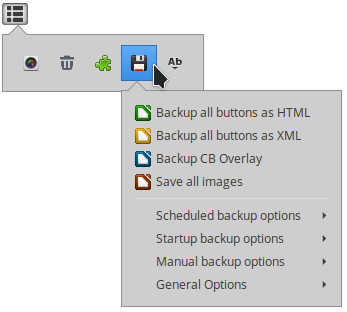 Ab
Backup all buttons as HTML
Backup all buttons as XML
Backup CB Overlay
Save all images
Scheduled backup options
Startup backup options
Manual backup options
General Options